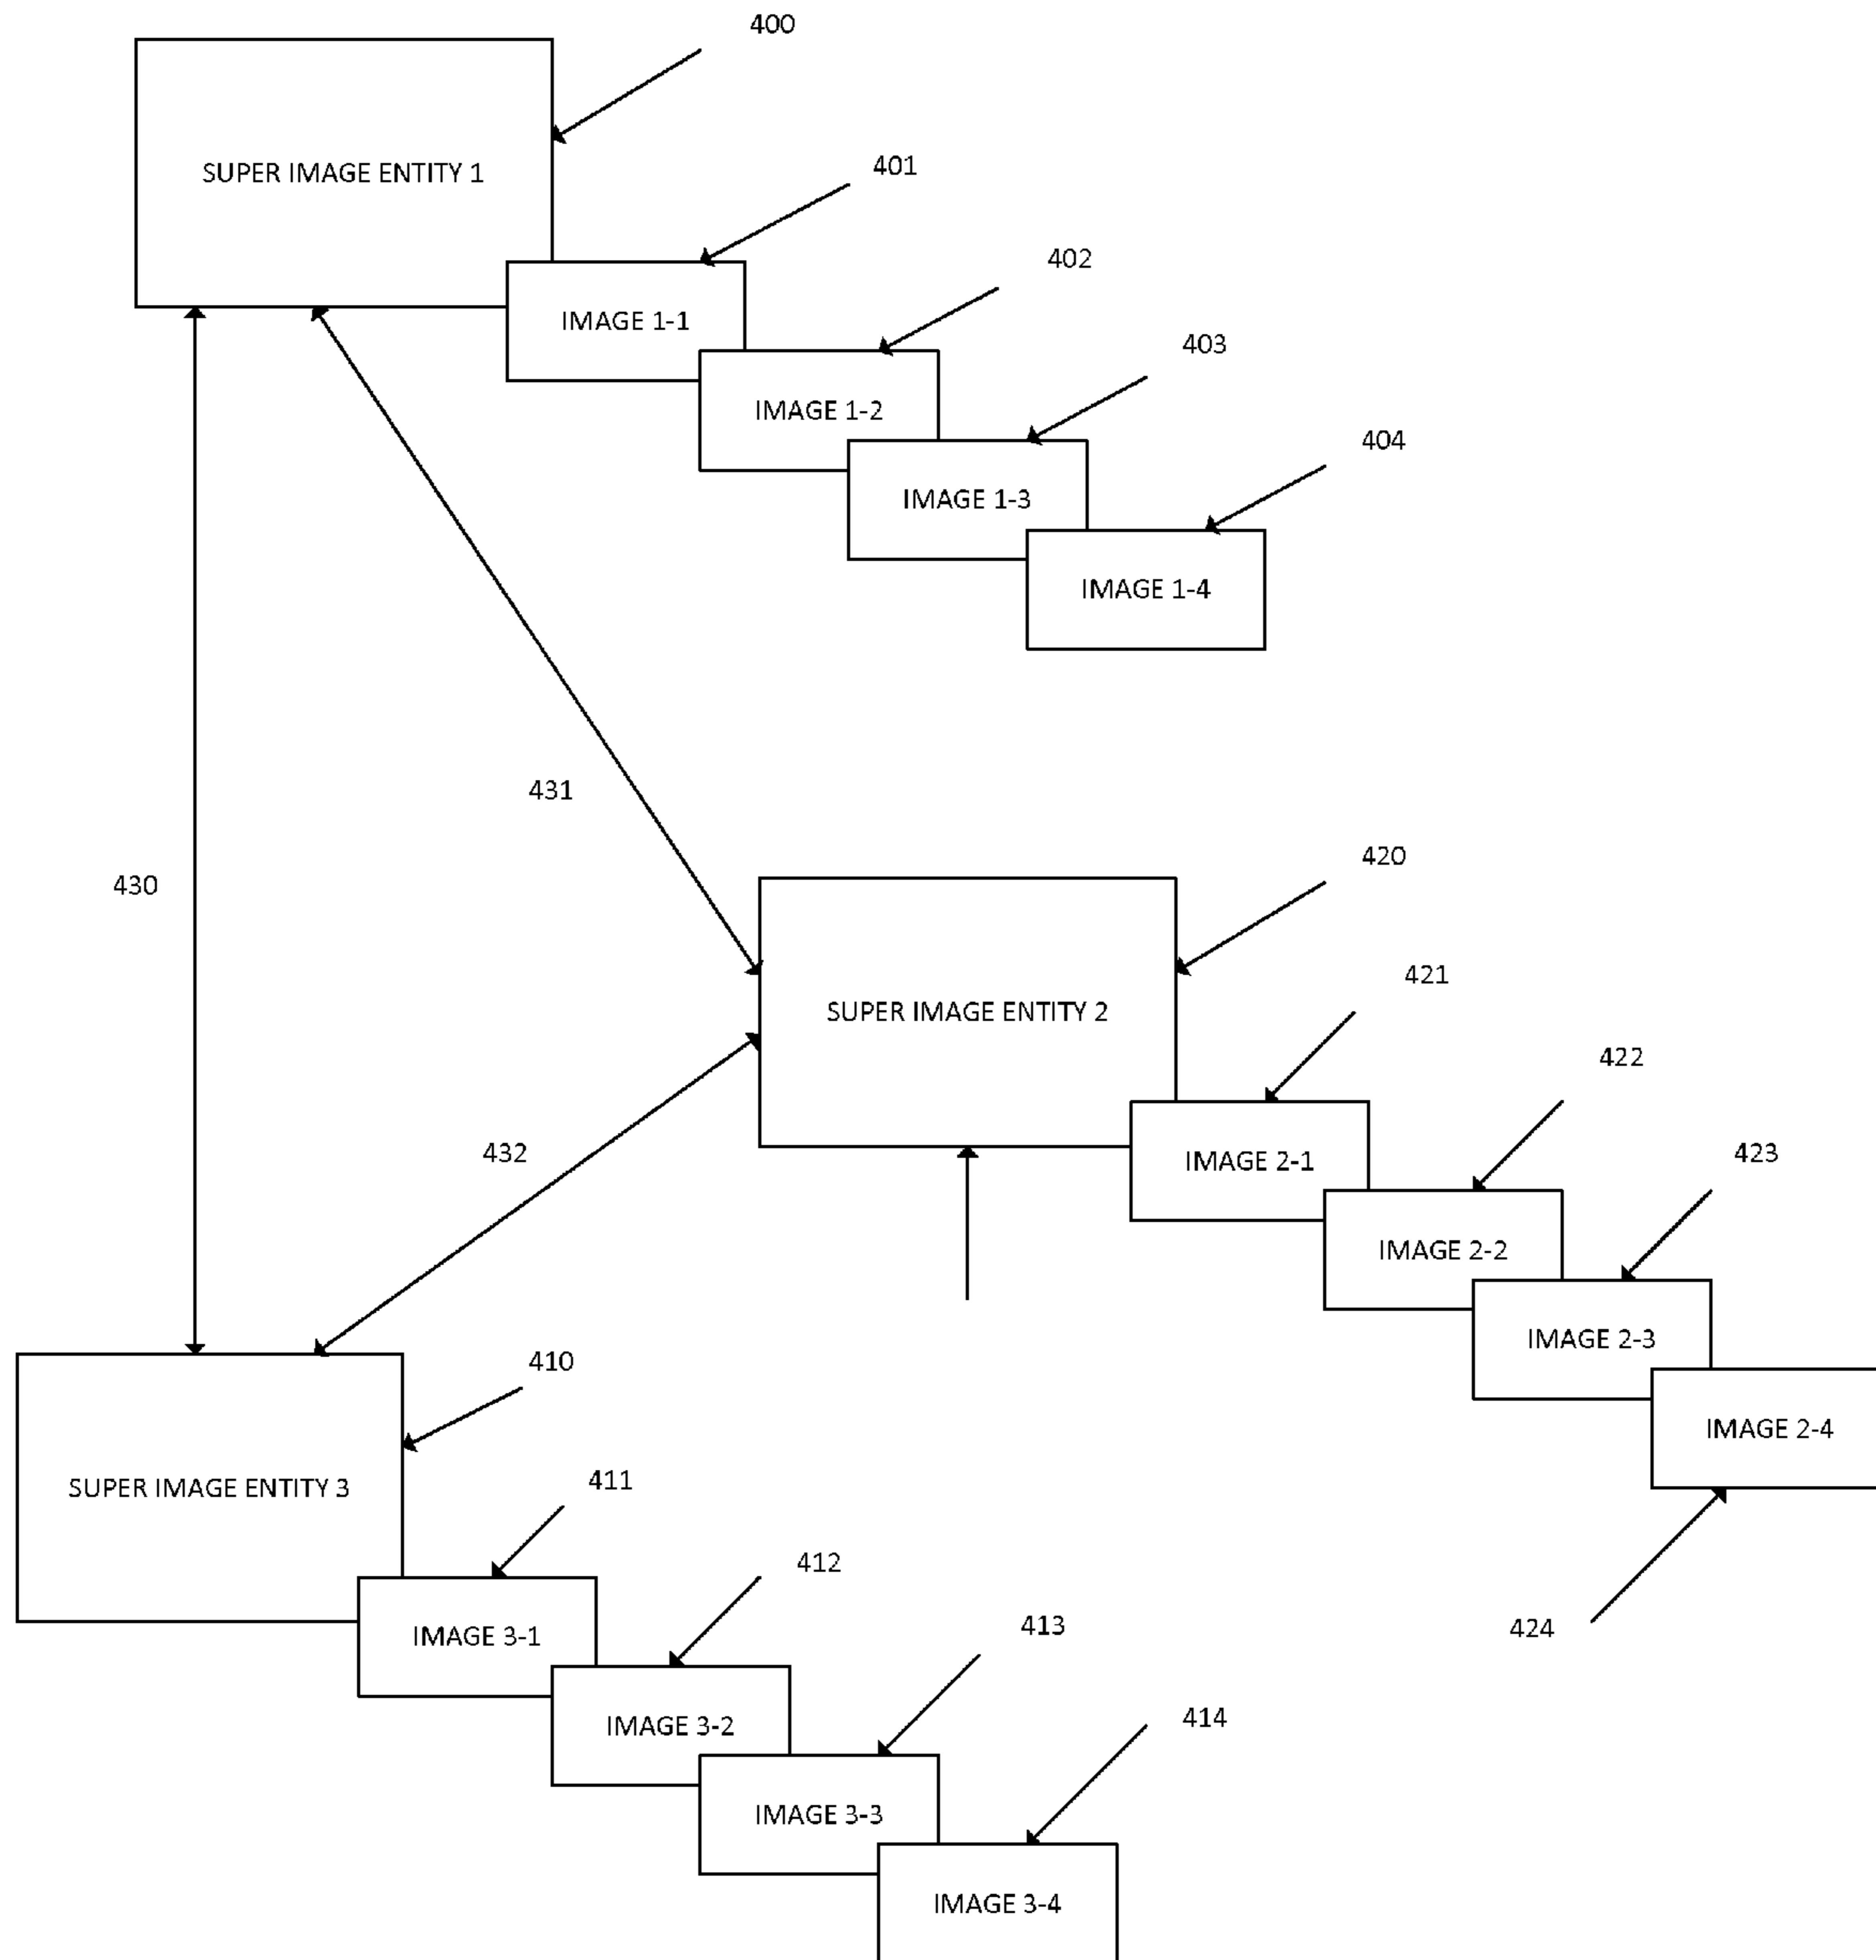 400
SUPER IMAGE ENTITY 1
401
402
IMAGE 1-1
403
IMAGE 1-2
404
IMAGE 1-3
IMAGE 1-4
431
430
420
421
SUPER IMAGE ENTITY 2
422
432
423
IMAGE 2-1
IMAGE 2-2
IMAGE 2-3
410
IMAGE 2-4
411
SUPER IMAGE ENTITY 3
412
413
424
IMAGE 3-1
414
IMAGE 3-2
IMAGE 3-3
IMAGE 3-4